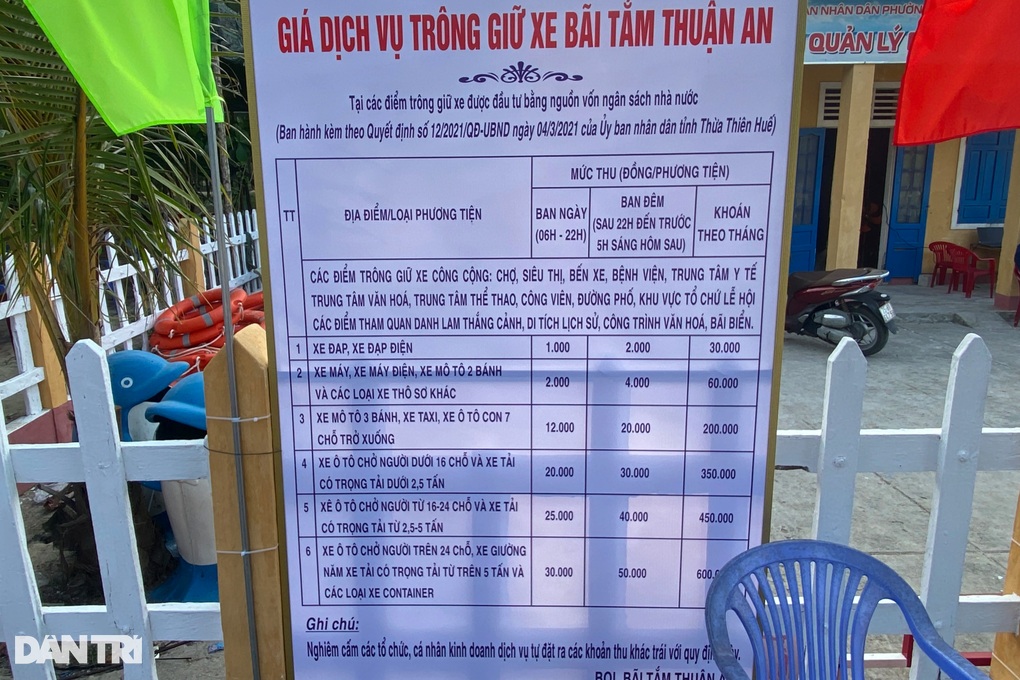 GIÁ DỊCH VỤ TRÔNG GIỮ XE BÃI TẮM THUẬN AN
Tại các điểm trông giữ xe được đầu tư bằng nguồn vốn ngân sách nhà nước
(Ban hành kèm theo Quyết định số 12/2021/QĐ-UBND ngày 04/3/2021 của Ủy ban nhân dân tỉnh Thừa Thiên Huế)
TT
ĐỊA ĐIỂM/LOẠI PHƯƠNG TIỆN
MỨC THU (ĐỒNG/PHƯƠNG TIỆN)
BAN NGÀY
(06H - 22H)
BAN ĐÊM
(SAU 22H ĐẾN TRƯỚC
5H SÁNG HÔM SAU)
KHOÁN
THEO THÁNG
CÁC ĐIỂM TRÔNG GIỮ XE CÔNG CỘNG: CHỢ, SIÊU THỊ, BẾN XE, BỆNH VIỆN, TRUNG TÂM Y TẾ
TRUNG TÂM VĂN HOÁ, TRUNG TÂM THỂ THAO, CÔNG VIÊN, ĐƯỜNG PHỐ, KHU VỰC TỔ CHỨ LỄ HỘI
CÁC ĐIỂM THAM QUAN DANH LAM THẮNG CẢNH, DI TÍCH LỊCH SỬ, CÔNG TRÌNH VĂN HOÁ, BÃI BIỂN.
1 XE ĐAP, XE ĐẠP ĐIỆN 1.000 2.000 30.000
2 XE MÁY, XE MÁY ĐIỆN, XE MÔ TÔ 2 BÁNH
VÀ CÁC LOẠI XE THÔ SƠ KHÁC 2.000 4.000 60.000
3 XE MÔ TÔ 3 BÁNH, XE TAXI, XE Ô TÔ CON 7
CHỖ TRỞ XUỐNG 12.000 20.000 200.000
4 XE Ô TÔ CHỞ NGƯỜI DƯỚI 16 CHỖ VÀ XE TẢI
CÓ TRỌNG TẢI DƯỚI 2,5 TẤN 20.000 30.000 350.000
5 XÊ Ô TÔ CHỞ NGƯỜI TỪ 16-24 CHỖ VÀ XE TẢI
CÓ TRỌNG TẢI TỪ 2,5-5 TẤN 25.000 40.000 450.000
6 XE Ô TÔ CHỞ NGƯỜI TRÊN 24 CHỖ, XE GIƯỜNG
NẰM XE TẢI CÓ TRỌNG TẢI TỪ TRÊN 5 TẤN VÀ
CÁC LOẠI XE CONTAINER 30.000 50.000
Ghi chú:
Nghiêm cấm các tổ chức, cá nhân kinh doanh dịch vụ tự đặt ra các khoản thu khác trái với quy
BQL BÃI TẮM THUẬN
NHÂN DÂN PHƯỜNG
QUẢN LÝ
DÂN TRÍ